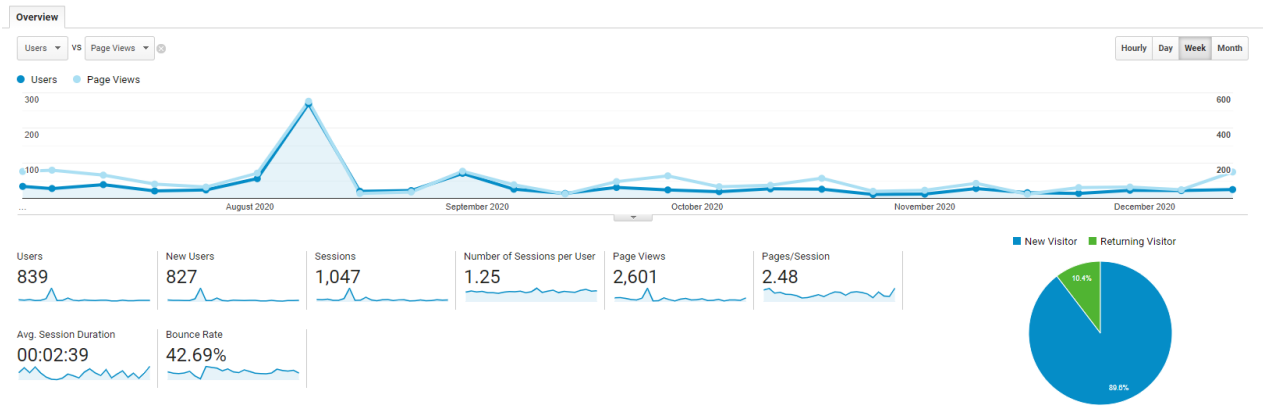 Overview
Users VS Page Views
Hourly Day Week Month
Users Page Views
300 600
200 400
100 200
... August 2020 September 2020 October 2020 November 2020 December 2020
New Visitor Returning Visitor
Users New Users Sessions Number of Sessions per User Page Views Pages/Session
839 827 1,047 1.25 2,601 2.48
10.4%
Avg. Session Duration Bounce Rate
00:02:39 42.69%
89.6%